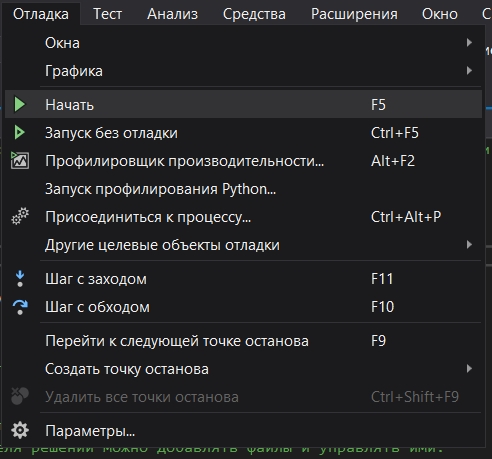 Отладка Тест Анализ Средства Расширения Окно
Окна
Графика
Начать F5
Запуск без отладки Ctrl+F5
Профилировщик производительности... Alt+F2
Запуск профилирования Python...
Присоединиться к процессу... Ctrl+Alt+P
Другие целевые объекты отладки
Шаг с заходом F11
Шаг с обходом F10
Перейти к следующей точке останова F9
Создать точку останова
Удалить все точки останова Ctrl+Shift+F9
Параметры...
решений можно добавлять файлы и управлять ими.